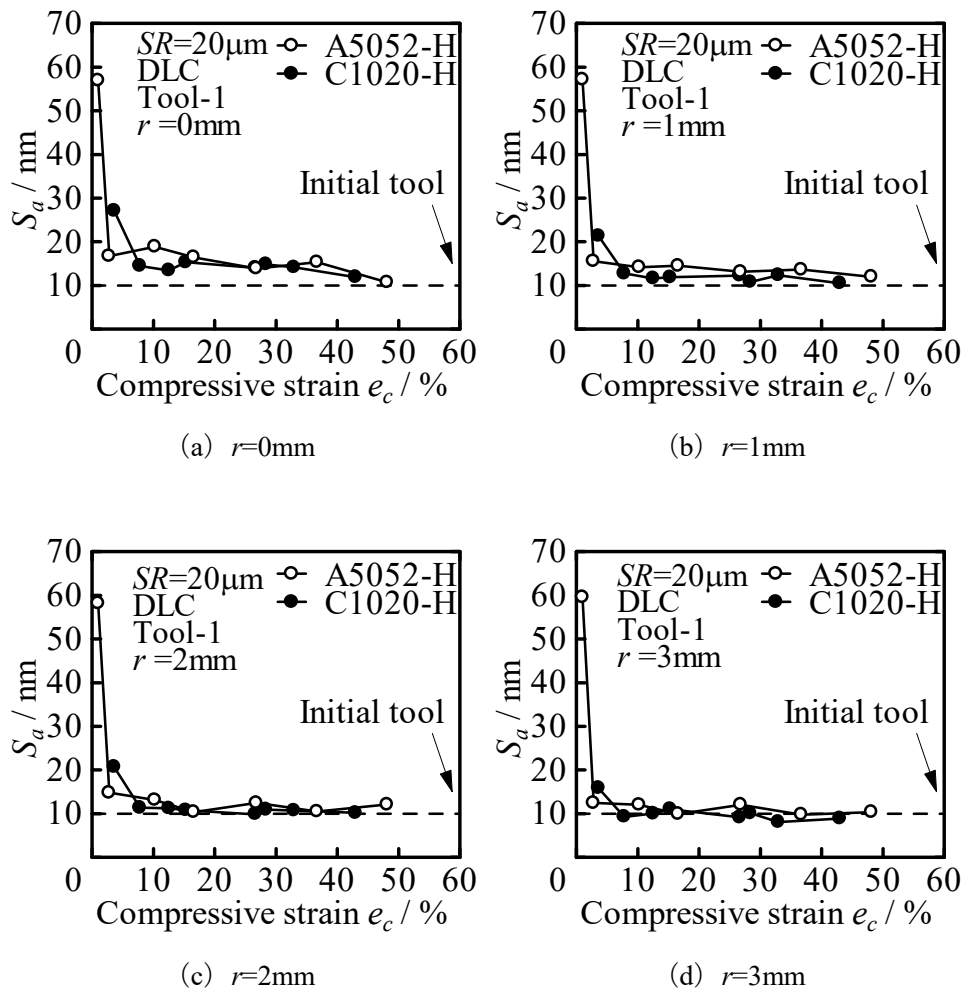 70
60
50
40
30
20
10
0
10 20 30 40 50 60
S_a / nm
SR=20μm
DLC
Tool-1
r =0mm
A5052-H
C1020-H
Initial tool
Compressive strain e_c / %
(a) r=0mm
70
60
50
40
30
20
10
0
10 20 30 40 50 60
S_a / nm
SR=20μm
DLC
Tool-1
r =1mm
A5052-H
C1020-H
Initial tool
Compressive strain e_c / %
(b) r=1mm
70
60
50
40
30
20
10
0
10 20 30 40 50 60
S_a / nm
SR=20μm
DLC
Tool-1
r =2mm
A5052-H
C1020-H
Initial tool
Compressive strain e_c / %
(c) r=2mm
70
60
50
40
30
20
10
0
10 20 30 40 50 60
S_a / nm
SR=20μm
DLC
Tool-1
r =3mm
A5052-H
C1020-H
Initial tool
Compressive strain e_c / %
(d) r=3mm